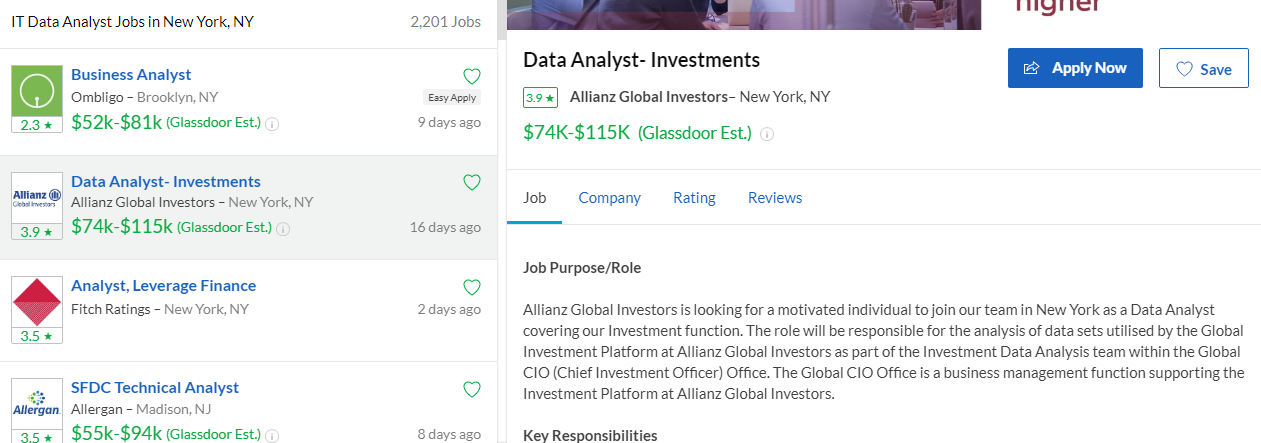 IT Data Analyst Jobs in New York, NY
2,201 Jobs
Business Analyst
Ombligo – Brooklyn, NY
Easy Apply
2.3 ★
$52k-$81k (Glassdoor Est.)
9 days ago
Allianz
Global Investors
Data Analyst- Investments
Allianz Global Investors – New York, NY
3.9 ★
$74k-$115k (Glassdoor Est.)
16 days ago
Analyst, Leverage Finance
Fitch Ratings – New York, NY
2 days ago
3.5 ★
Allergan
SFDC Technical Analyst
Allergan – Madison, NJ
3.5 ★
$55k-$94k (Glassdoor Est.)
8 days ago
higher
Data Analyst- Investments
Apply Now
Save
3.9 ★ Allianz Global Investors– New York, NY
$74K-$115K (Glassdoor Est.)
Job Company Rating Reviews
Job Purpose/Role
Allianz Global Investors is looking for a motivated individual to join our team in New York as a Data Analyst
covering our Investment function. The role will be responsible for the analysis of data sets utilised by the Global
Investment Platform at Allianz Global Investors as part of the Investment Data Analysis team within the Global
CIO (Chief Investment Officer) Office. The Global CIO Office is a business management function supporting the
Investment Platform at Allianz Global Investors.
Key Responsibilities